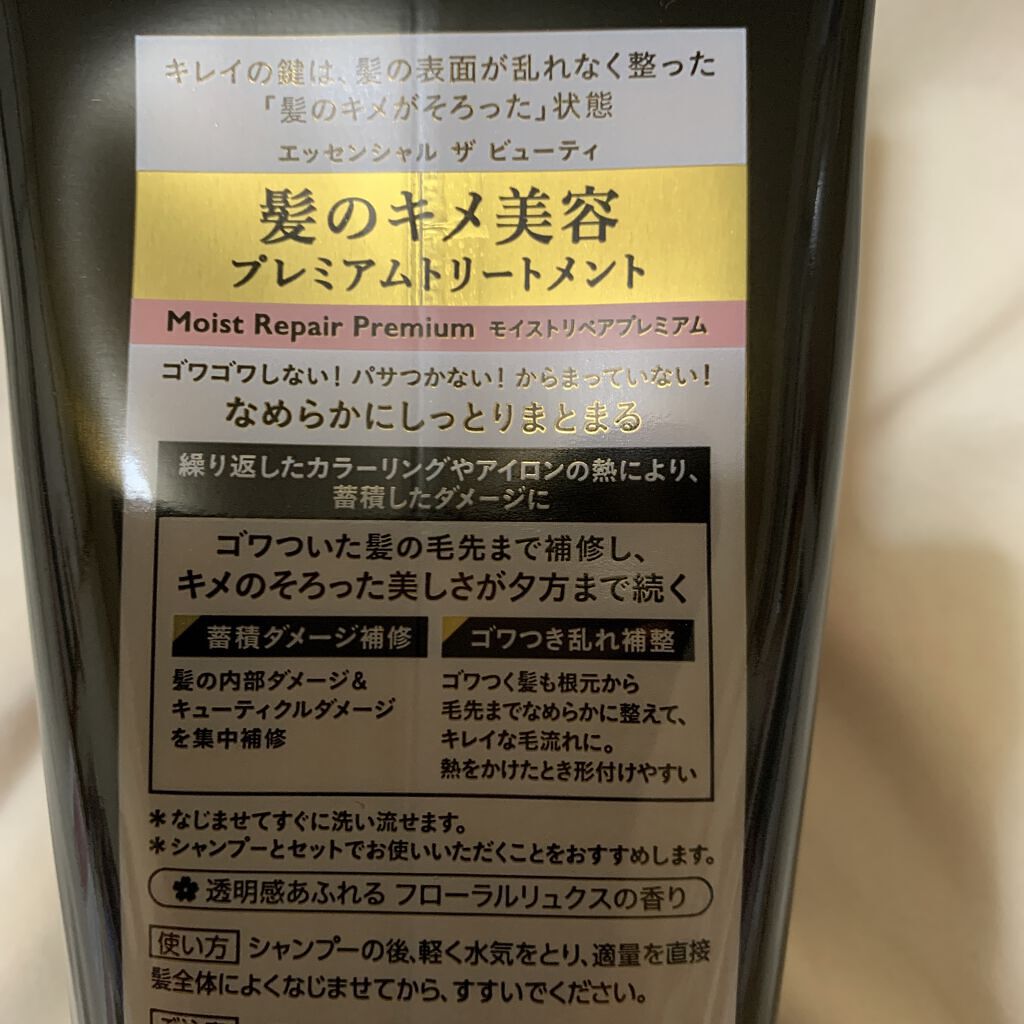 キレイの鍵は、髪の表面が乱れなく整った
「髪のキメがそろった」状態
エッセンシャル ザ ビューティ
髪のキメ美容
プレミアムトリートメント
Moist Repair Premium モイストリペアプレミアム
ゴワゴワしない! パサつかない! からまっていない!
なめらかにしっとりまとまる
繰り返したカラーリングやアイロンの熱により、
蓄積したダメージに
ゴワついた髪の毛先まで補修し、
キメのそろった美しさが夕方まで続く
蓄積ダメージ補修
髪の内部ダメージ&
キューティクルダメージ
を集中補修
ゴワつき乱れ補整
ゴワつく髪も根元から
毛先までなめらかに整えて、
キレイな毛流れに。
熱をかけたとき形付けやすい
*なじませてすぐに洗い流せます。
*シャンプーとセットでお使いいただくことをおすすめします。
透明感あふれる フローラルリュクスの香り
使い方 シャンプーの後、軽く水気をとり、適量を直接
髪全体によくなじませてから、すすいでください。